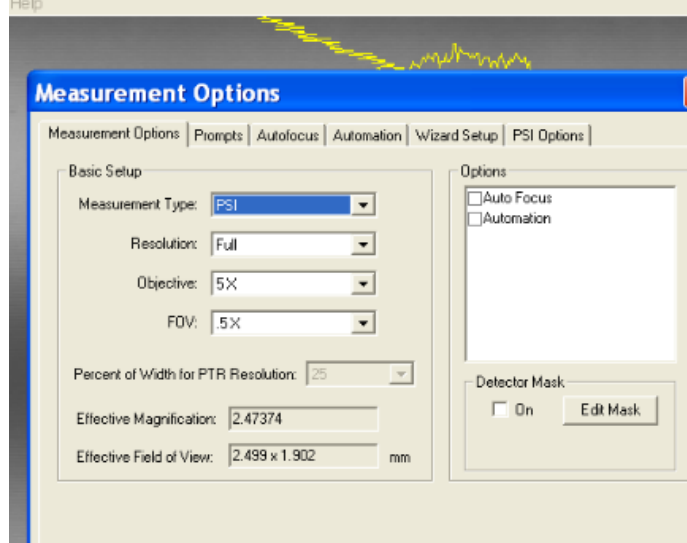 Help
Measurement Options
Measurement Options Prompts Autofocus Automation Wizard Setup PSI Options
Basic Setup
Measurement Type: PSI
Resolution: Full
Objective: 5X
FOV: .5X
Percent of Width for PTR Resolution: 25
Effective Magnification: 2.47374
Effective Field of View: 2.499 x 1.902 mm
Options
Auto Focus
Automation
Detector Mask
On Edit Mask